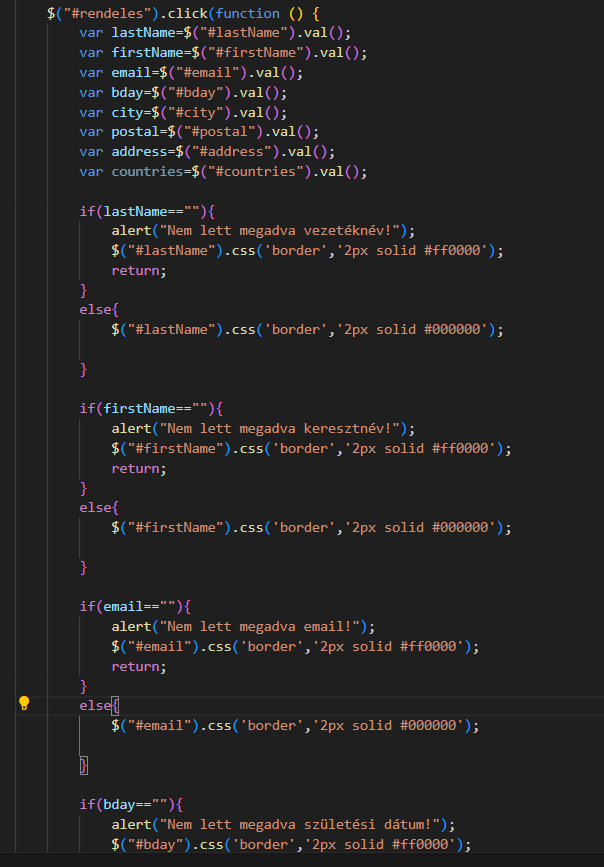 $("#rendeles").click(function () {
var lastName=$("#lastName").val();
var firstName=$("#firstName").val();
var email=$("#email").val();
var bday=$("#bday").val();
var city=$("#city").val();
var postal=$("#postal").val();
var address=$("#address").val();
var countries=$("#countries").val();
if(lastName==""){
alert("Nem lett megadva vezetéknév!");
$("#lastName").css('border','2px solid #ff0000');
return;
}
else{
$("#lastName").css('border','2px solid #000000');
}
if(firstName==""){
alert("Nem lett megadva keresztnév!");
$("#firstName").css('border','2px solid #ff0000');
return;
}
else{
$("#firstName").css('border','2px solid #000000');
}
if(email==""){
alert("Nem lett megadva email!");
$("#email").css('border','2px solid #ff0000');
return;
}
else{
$("#email").css('border','2px solid #000000');
}
if(bday==""){
alert("Nem lett megadva születési dátum!");
$("#bday").css('border','2px solid #ff0000');